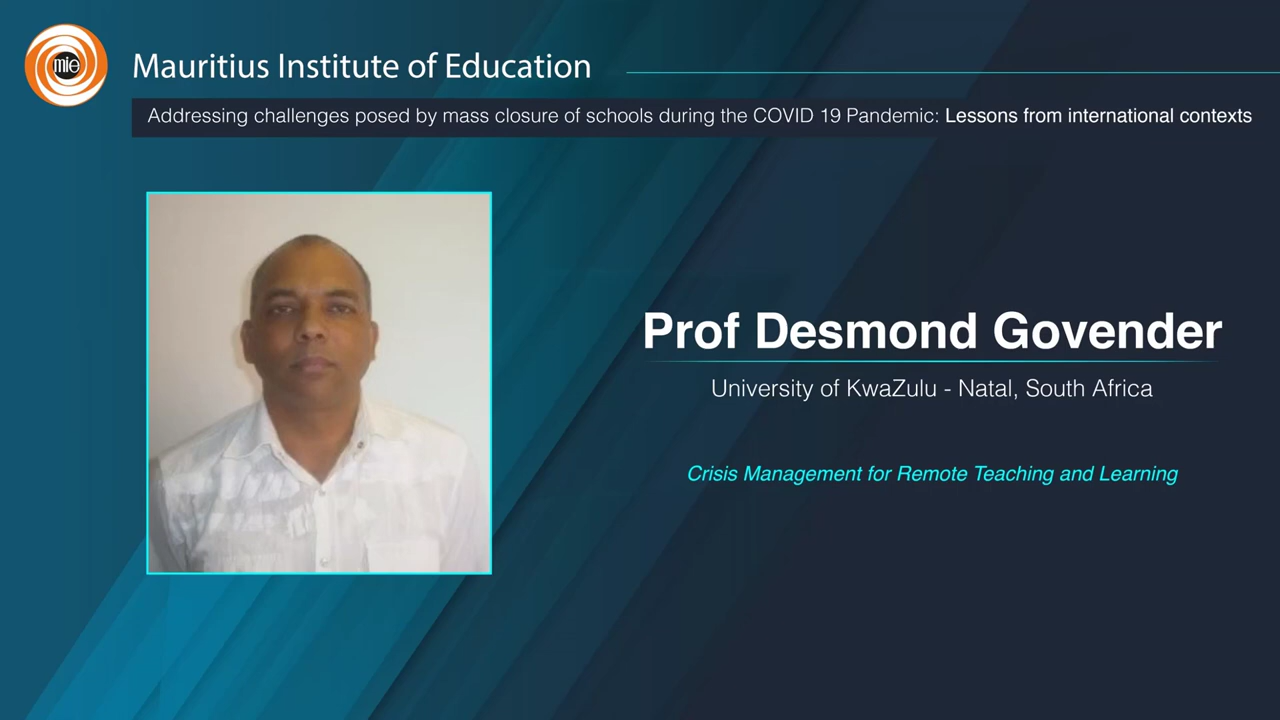 mie
Mauritius Institute of Education
Addressing challenges posed by mass closure of schools during the COVID 19 Pandemic: Lessons from international contexts
Prof Desmond Govender
University of KwaZulu - Natal, South Africa
Crisis Management for Remote Teaching and Learning